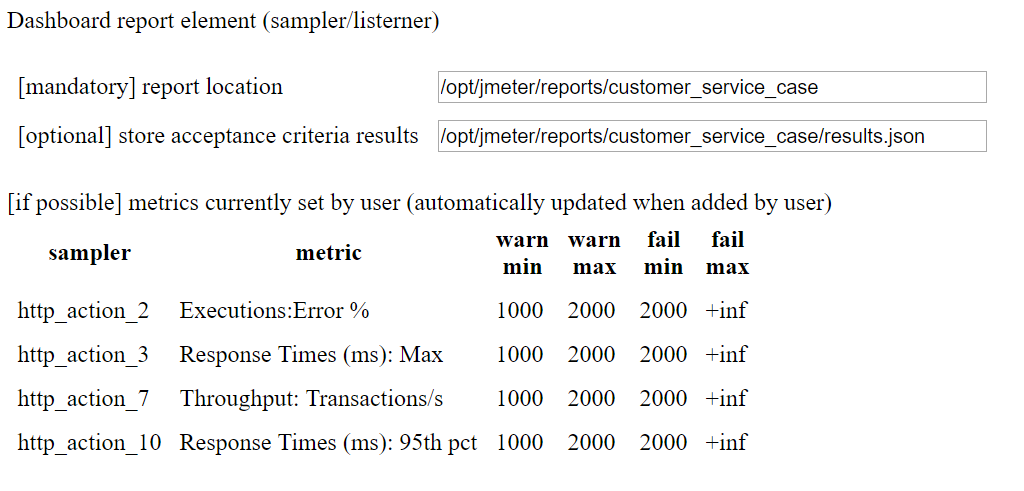 Dashboard report element (sampler/listerner)
[mandatory] report location /opt/jmeter/reports/customer_service_case
[optional] store acceptance criteria results /opt/jmeter/reports/customer_service_case/results.json
[if possible] metrics currently set by user (automatically updated when added by user)
sampler metric warn min warn max fail min fail max
http_action_2 Executions:Error % 1000 2000 2000 +inf
http_action_3 Response Times (ms): Max 1000 2000 2000 +inf
http_action_7 Throughput: Transactions/s 1000 2000 2000 +inf
http_action_10 Response Times (ms): 95th pct 1000 2000 2000 +inf